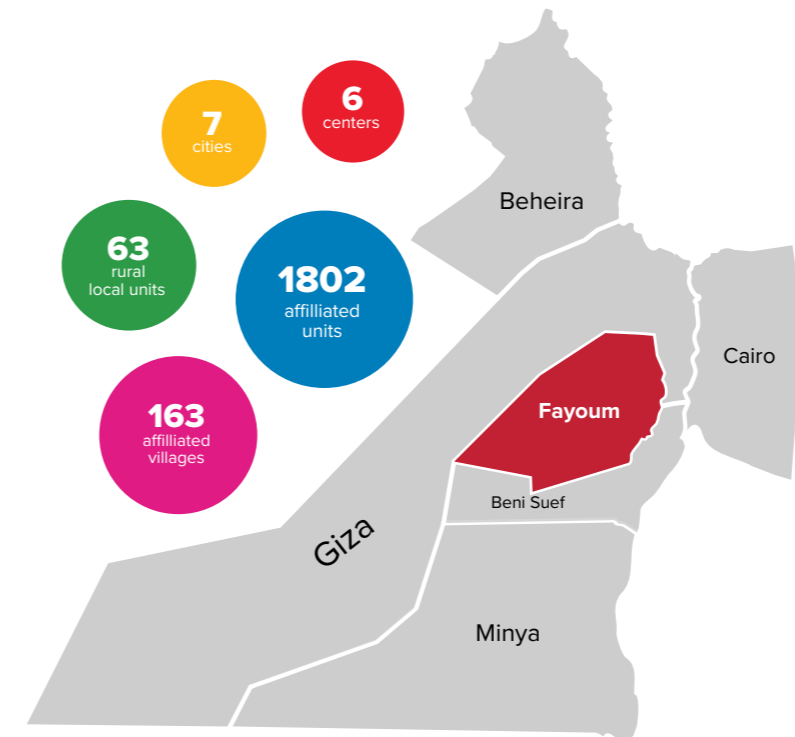 6
centers
7
cities
63
rural
local units
1802
affilliated
units
163
affilliated
villages
Beheira
Cairo
Fayoum
Beni Suef
Giza
Minya